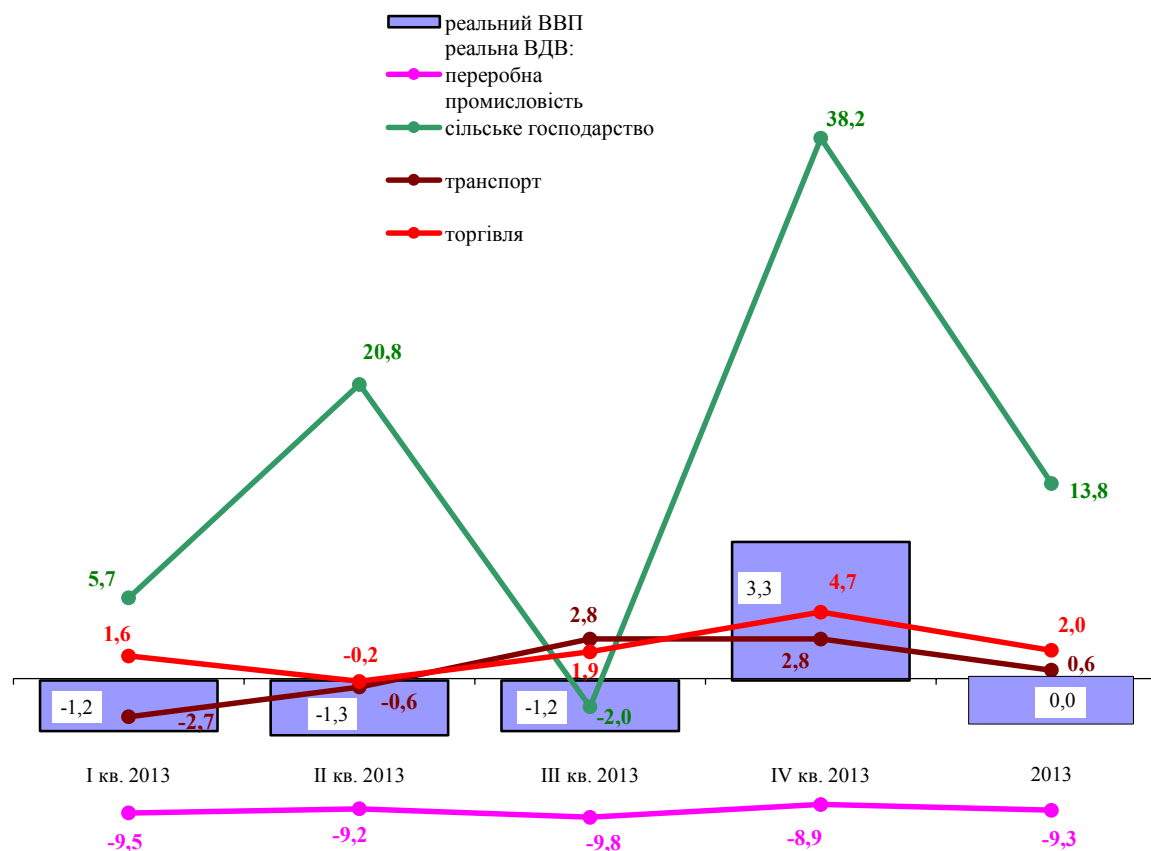 реальний ВВП
реальна ВДВ:
переробна
промисловість
сільське господарство
транспорт
торгівля
38,2
20,8
13,8
5,7
3,3
4,7
2,8
2,0
1,6
-0,2
1,9
2,8
0,6
-1,2
-2,7
-1,3
-0,6
-1,2
-2,0
0,0
І кв. 2013
ІІ кв. 2013
ІІІ кв. 2013
IV кв. 2013
2013
-9,5
-9,2
-9,8
-8,9
-9,3